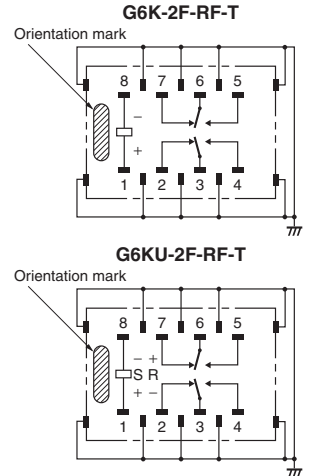 G6K-2F-RF-T
Orientation mark
8 7 6 5
−
+
1 2 3 4
G6KU-2F-RF-T
Orientation mark
8 7 6 5
− +
S R
+ −
1 2 3 4